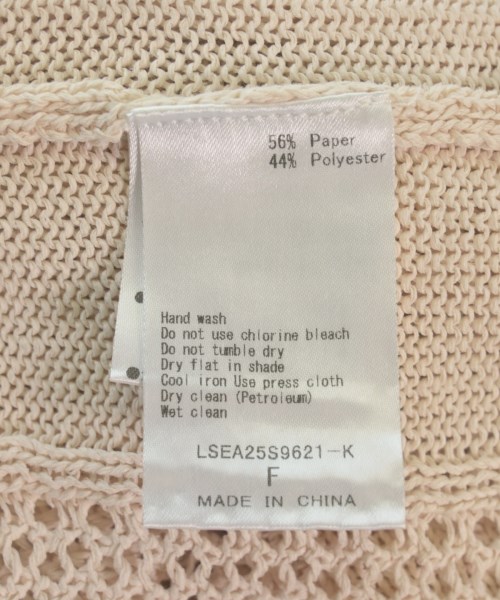 56% Paper
44% Polyester
Hand wash
Do not use chlorine bleach
Do not tumble dry
Dry flat in shade
Cool iron Use press cloth
Dry clean (Petroleum)
Wet clean
LSEA25S9621-K
F
MADE IN CHINA